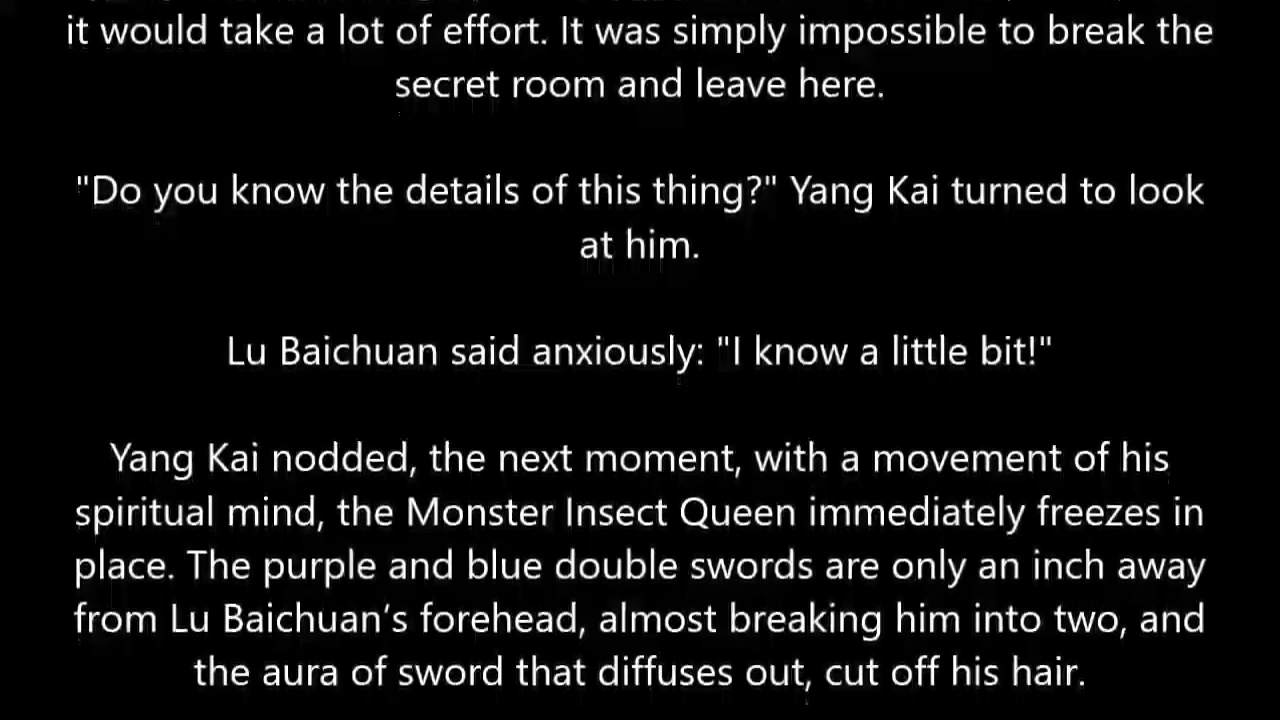 it would take a lot of effort. It was simply impossible to break the
secret room and leave here.
"Do you know the details of this thing?" Yang Kai turned to look
at him.
Lu Baichuan said anxiously: "I know a little bit!"
Yang Kai nodded, the next moment, with a movement of his
spiritual mind, the Monster Insect Queen immediately freezes in
place. The purple and blue double swords are only an inch away
from Lu Baichuan’s forehead, almost breaking him into two, and
the aura of sword that diffuses out, cut off his hair.